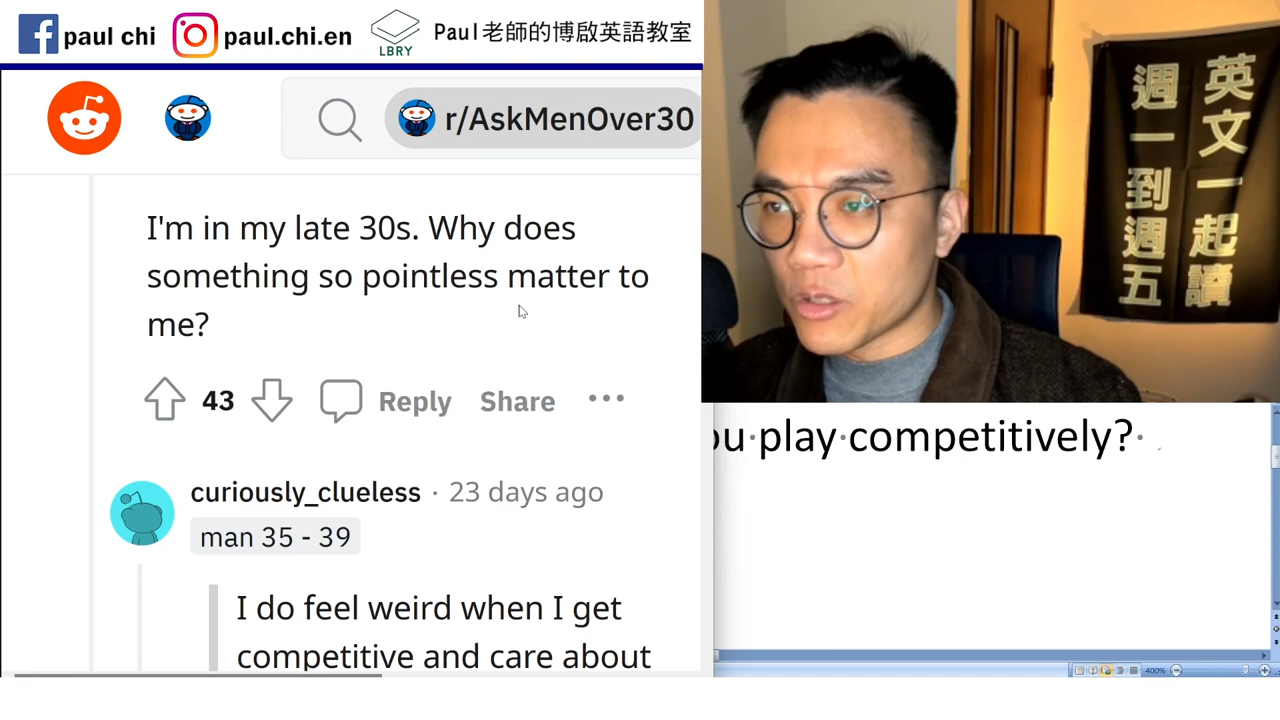 paul chi
paul.chi.en
LBRY
Paul老師的博啟英語教室
r/AskMenOver30
I'm in my late 30s. Why does
something so pointless matter to
me?
43
Reply
Share
curiously_clueless · 23 days ago
man 35 - 39
I do feel weird when I get
competitive and care about
英文一起讀
週一到週五
ou·play·competitively?·
400%